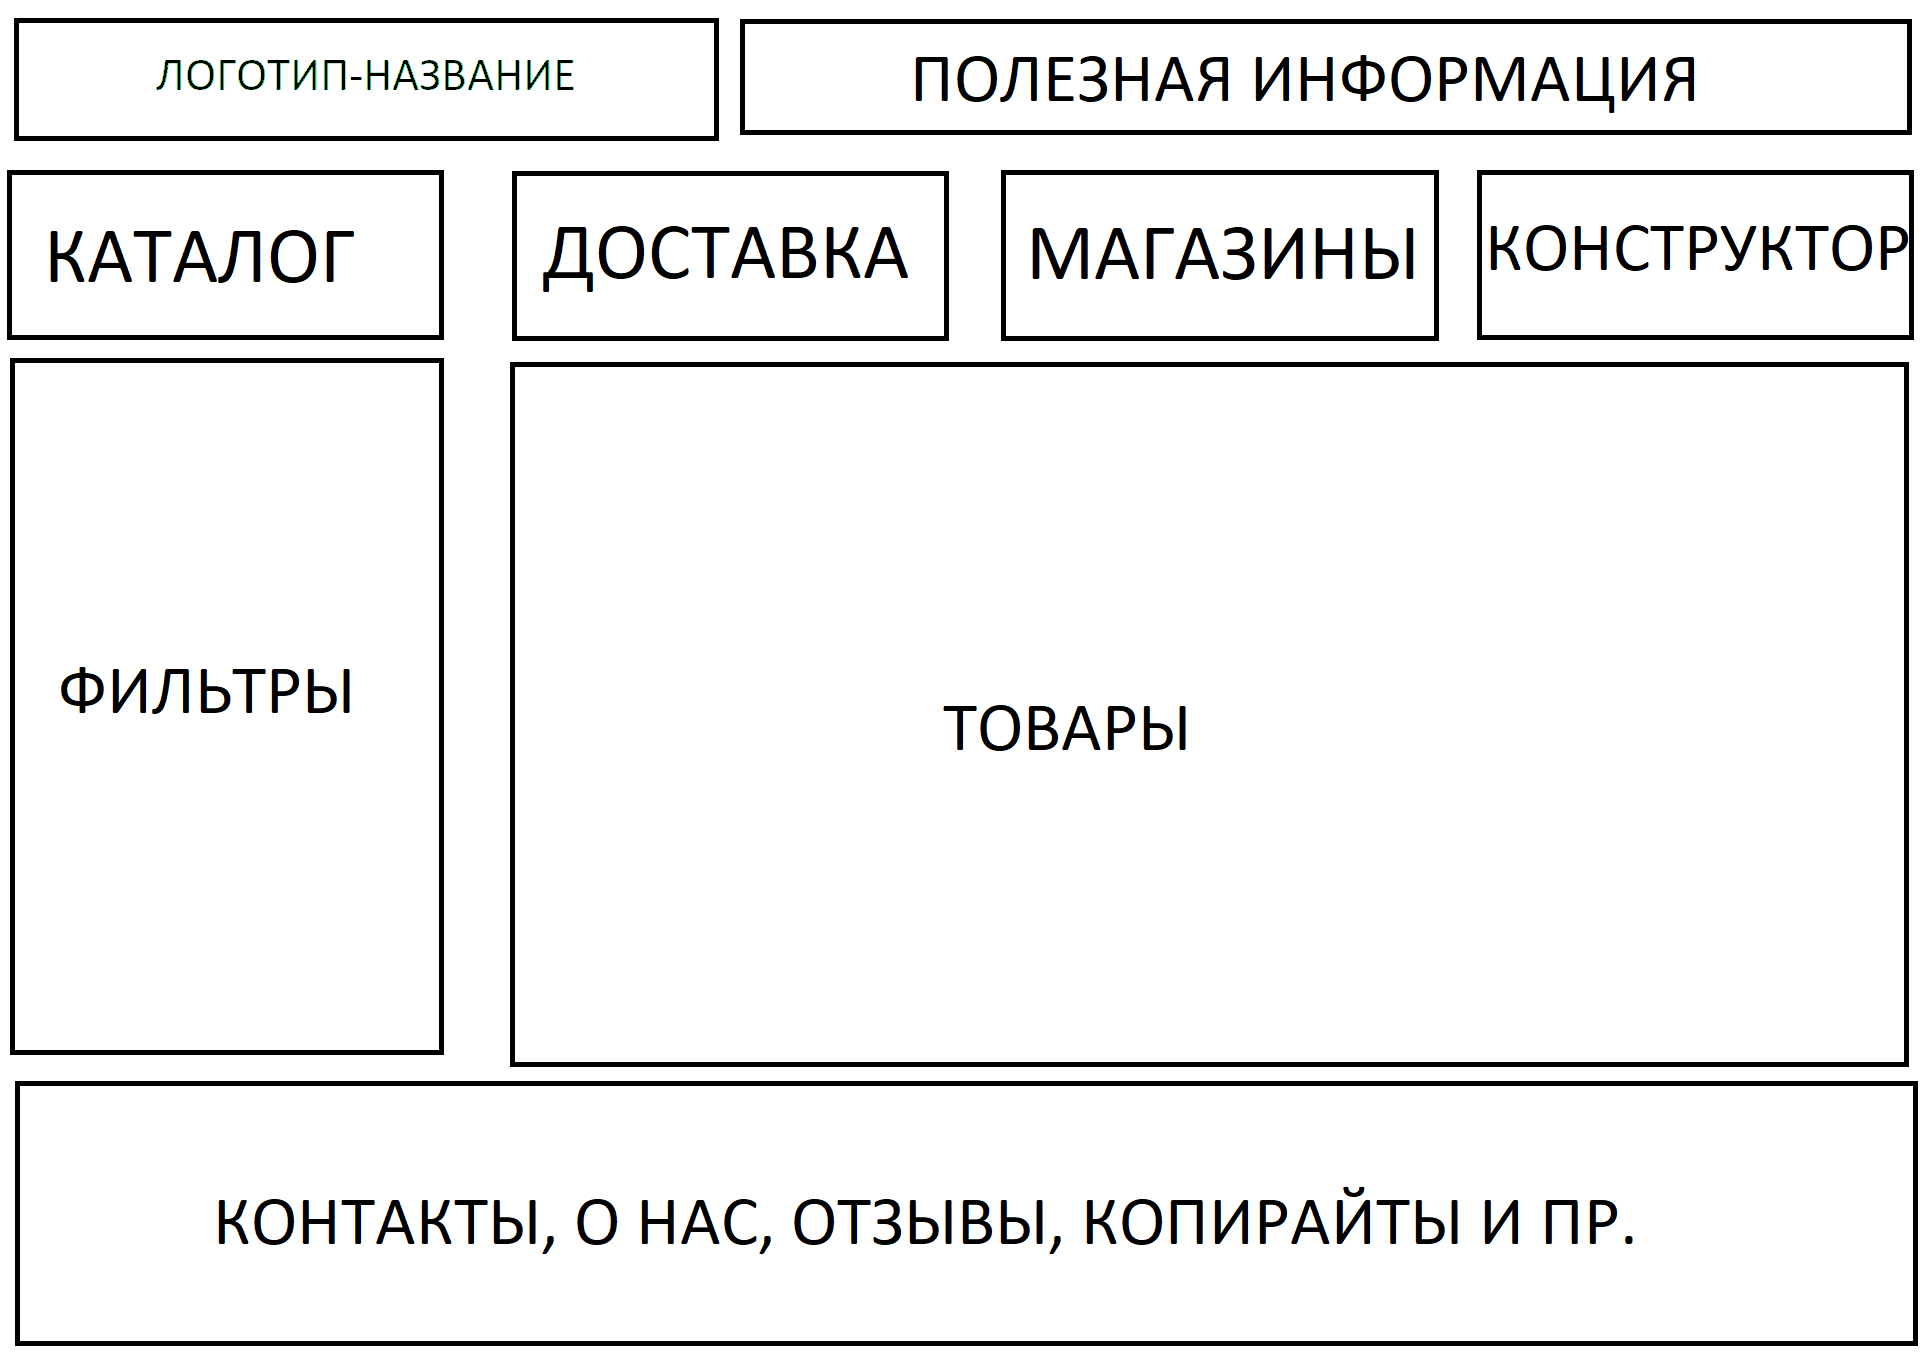 ЛОГОТИП-НАЗВАНИЕ
ПОЛЕЗНАЯ ИНФОРМАЦИЯ
КАТАЛОГ
ДОСТАВКА
МАГАЗИНЫ
КОНСТРУКТОР
ФИЛЬТРЫ
ТОВАРЫ
КОНТАКТЫ, О НАС, ОТЗЫВЫ, КОПИРАЙТЫ И ПР.